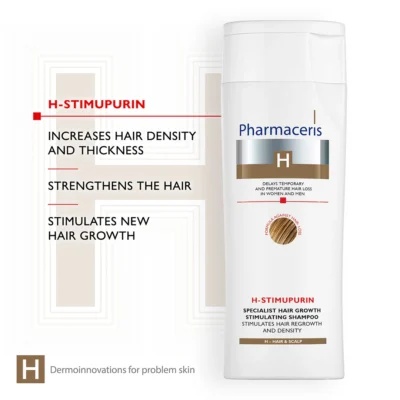 H-STIMUPURIN
INCREASES HAIR DENSITY
AND THICKNESS
STRENGTHENS THE HAIR
STIMULATES NEW
HAIR GROWTH
H
Dermoinnovations for problem skin
Pharmaceris
H
DELAYS TEMPORARY
AND PREMATURE HAIR LOSS
IN WOMEN AND MEN
H-STIMUPURIN
SPECIALIST HAIR GROWTH
STIMULATING SHAMPOO
STIMULATES HAIR REGROWTH
AND DENSITY
H - HAIR & SCALP